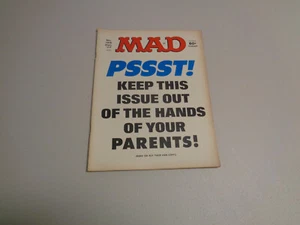 MAD
PSSST!
KEEP THIS
ISSUE OUT
OF THE HANDS
OF YOUR
PARENTS!